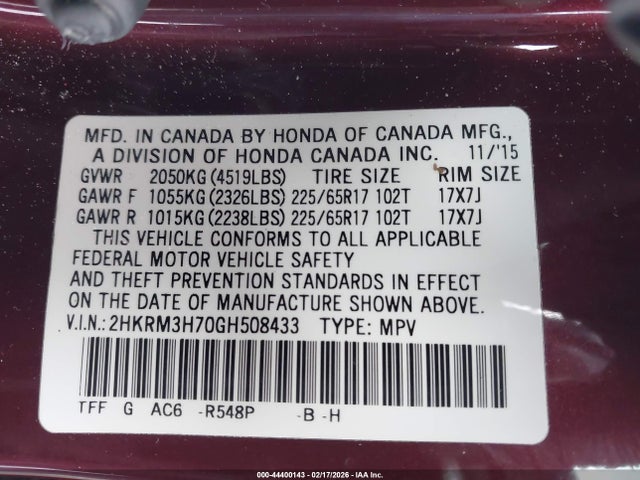 MFD. IN CANADA BY HONDA OF CANADA MFG.,
A DIVISION OF HONDA CANADA INC. 11/'15
GVWR 2050KG (4519LBS) TIRE SIZE RIM SIZE
GAWR F 1055KG (2326LBS) 225/65R17 102T 17X7J
GAWR R 1015KG (2238LBS) 225/65R17 102T 17X7J
THIS VEHICLE CONFORMS TO ALL APPLICABLE
FEDERAL MOTOR VEHICLE SAFETY
AND THEFT PREVENTION STANDARDS IN EFFECT
ON THE DATE OF MANUFACTURE SHOWN ABOVE.
V.I.N.: 2HKRM3H70GH508433 TYPE: MPV
TFF G AC6 -R548P -B -H
000-44400143 - 02/17/2026 - IAA Inc.